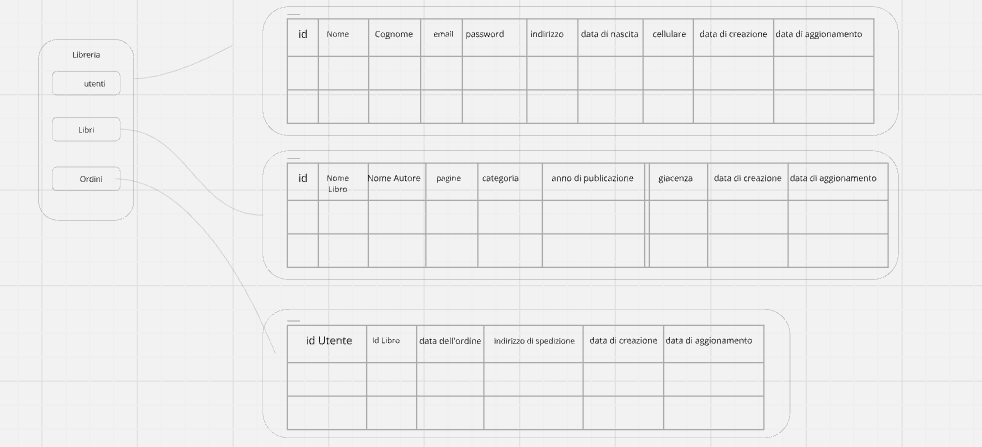 Libreria
utenti
Libri
Ordini
id Nome Cognome email password indirizzo data di nascita cellulare data di creazione data di aggionamento
id Nome Libro Nome Autore pagine categoria anno di publicazione giacenza data di creazione data di aggionamento
id Utente Id Libro data dell'ordine indirizzo di spedizione data di creazione data di aggionamento